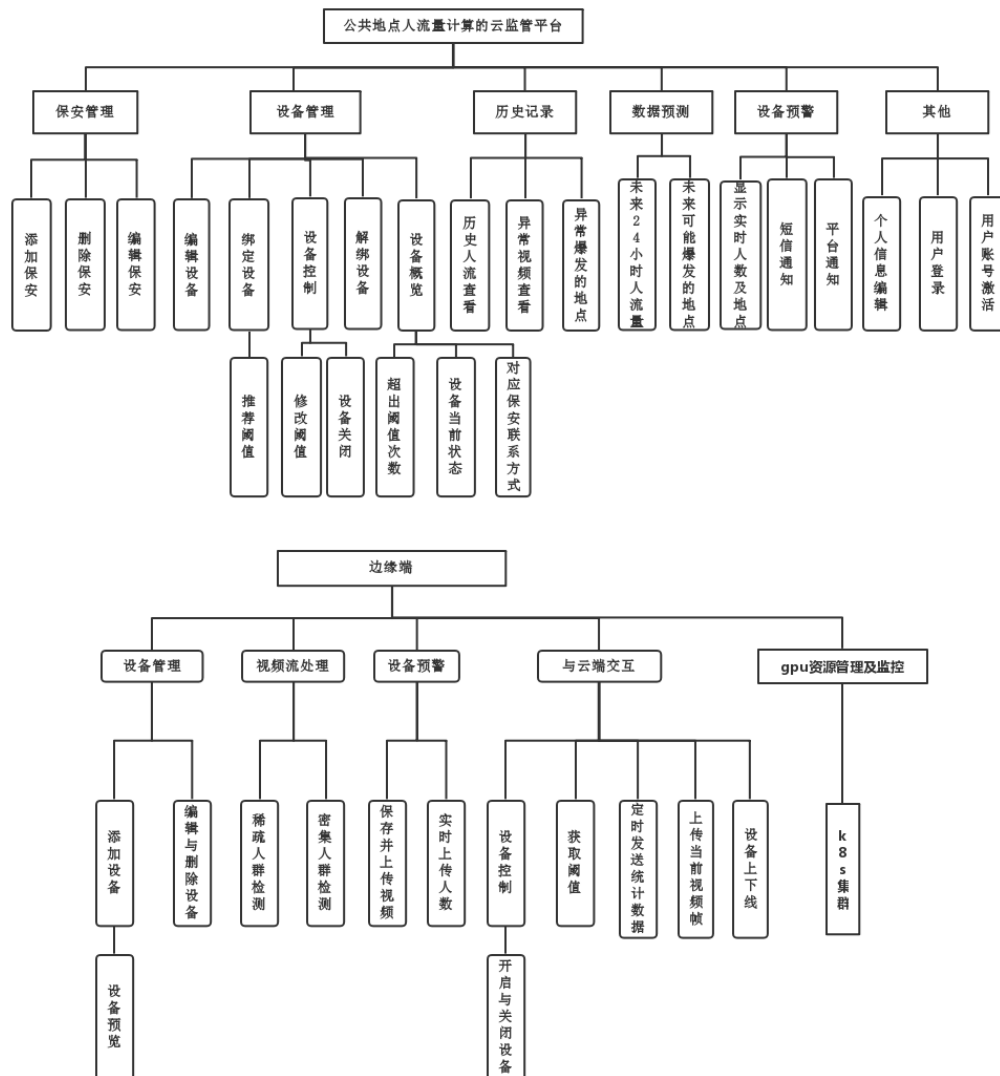 公共地点人流量计算的云监管平台
保安管理
设备管理
历史记录
数据预测
设备预警
其他
添加保安
删除保安
编辑保安
编辑设备
绑定设备
设备控制
解绑设备
设备概览
历史人流查看
异常视频查看
异常爆发的地点
未来24小时人流量
未来可能爆发的地点
显示实时人数及地点
短信通知
平台通知
个人信息编辑
用户登录
用户账号激活
推荐阈值
修改阈值
设备关闭
超出阈值次数
设备当前状态
对应保安联系方式
边缘端
设备管理
视频流处理
设备预警
与云端交互
gpu资源管理及监控
添加设备
编辑与删除设备
稀疏人群检测
密集人群检测
保存并上传视频
实时上传人数
设备控制
获取阈值
定时发送统计数据
上传当前视频帧
设备上下线
k8s集群
设备预览
开启与关闭设备